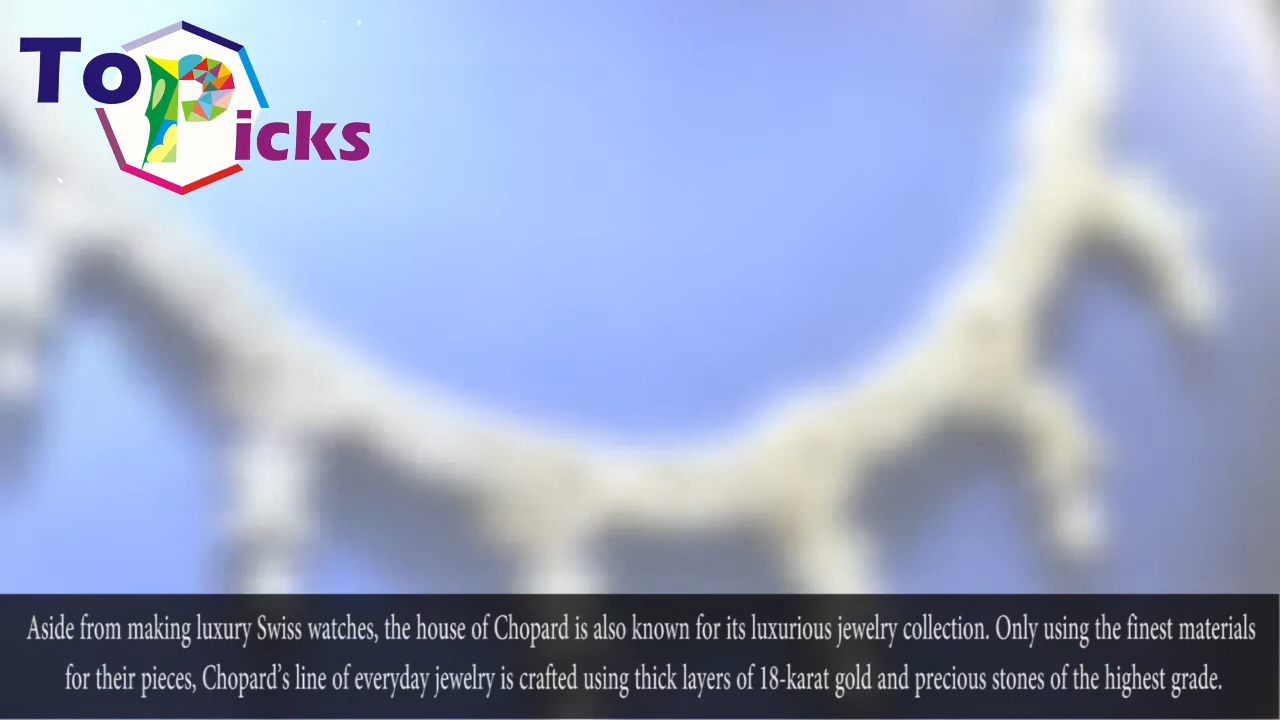 Top Picks
Aside from making luxury Swiss watches, the house of Chopard is also known for its luxurious jewelry collection. Only using the finest materials
for their pieces, Chopard's line of everyday jewelry is crafted using thick layers of 18-karat gold and precious stones of the highest grade.